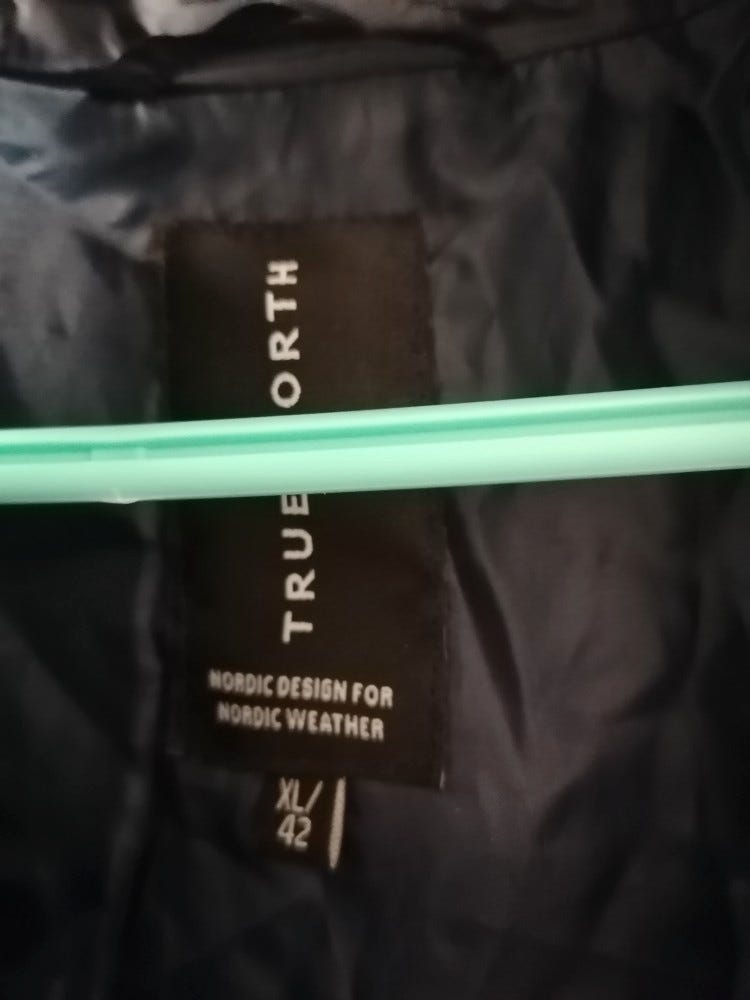 TRUE ORTH
NORDIC DESIGN FOR
NORDIC WEATHER
XL/
42